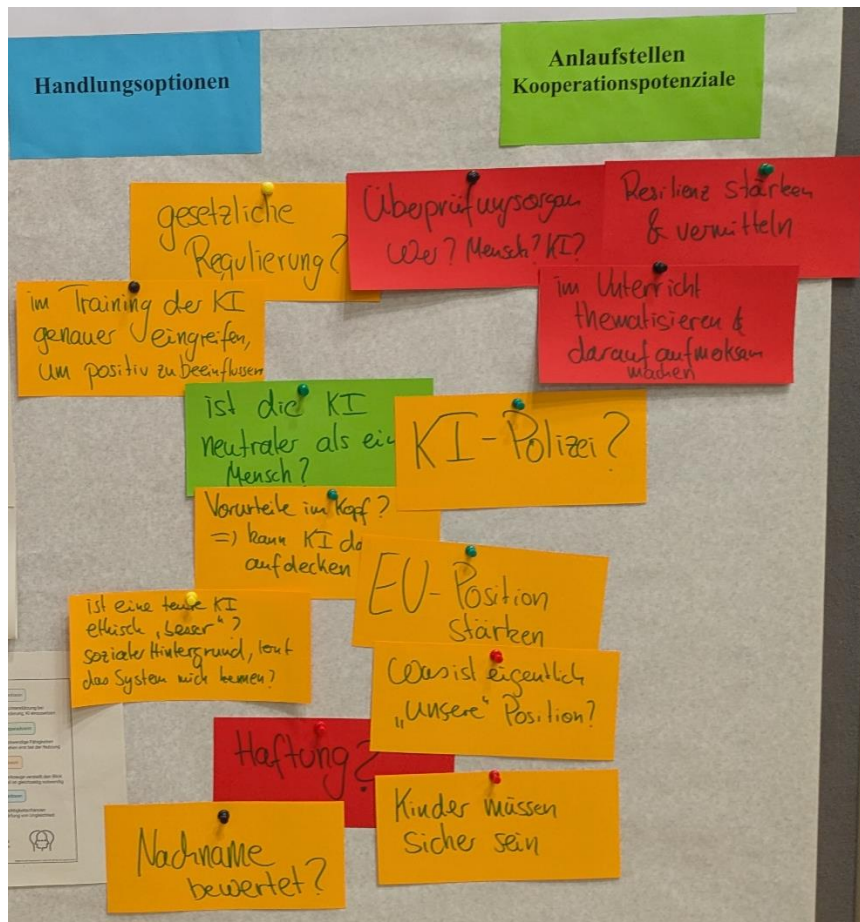 Handlungsoptionen
Anlaufstellen
Kooperationspotenziale
gesetzliche
Regulierung?
Überprüfungsorgan
Wer? Mensch? KI?
Resilienz stärken
& vermitteln
im Training der KI
genauer eingreifen,
um positiv zu beeinflussen
im Unterricht
thematisieren &
darauf aufmerksam
machen
ist die KI
neutraler als ein
Mensch?
KI-Polizei?
Vorurteile im Kopf?
=> kann KI da
aufdecken
EU-Position
stärken
ist eine teure KI
ethisch „besser"?
sozialer Hintergrund, lernt
das System mich kennen?
Was ist eigentlich
„unsere" Position?
Haftung?
Kinder müssen
sicher sein
Nachname
bewertet?